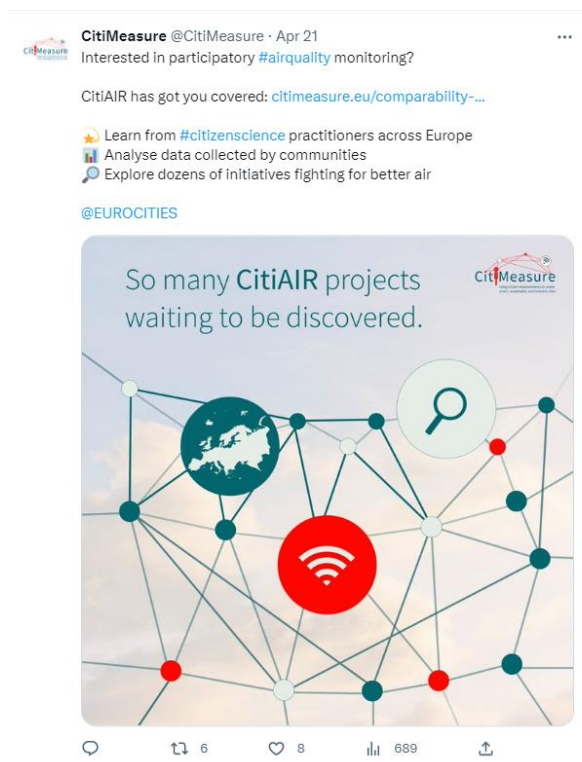 CitiMeasure @CitiMeasure · Apr 21
CitiMeasure
Interested in participatory #airquality monitoring?
CitiAIR has got you covered: citimeasure.eu/comparability-...
💫 Learn from #citizenscience practitioners across Europe
📊 Analyse data collected by communities
🔎 Explore dozens of initiatives fighting for better air
@EUROCITIES
So many CitiAIR projects
waiting to be discovered.
CitiMeasure
6 8 689